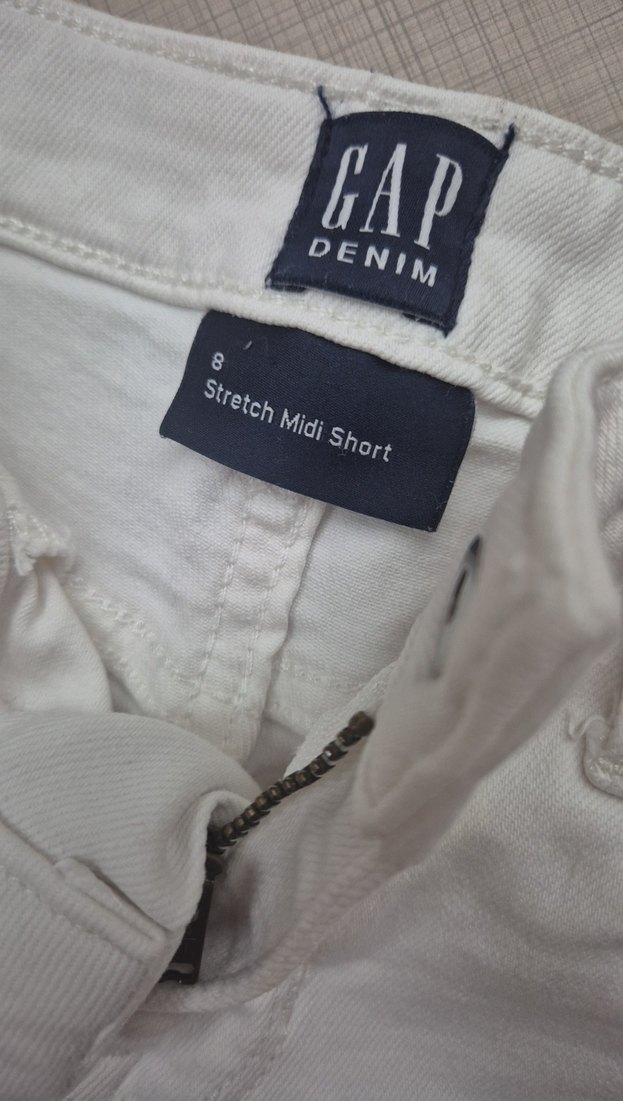 GAP
DENIM
8
Stretch Midi Short